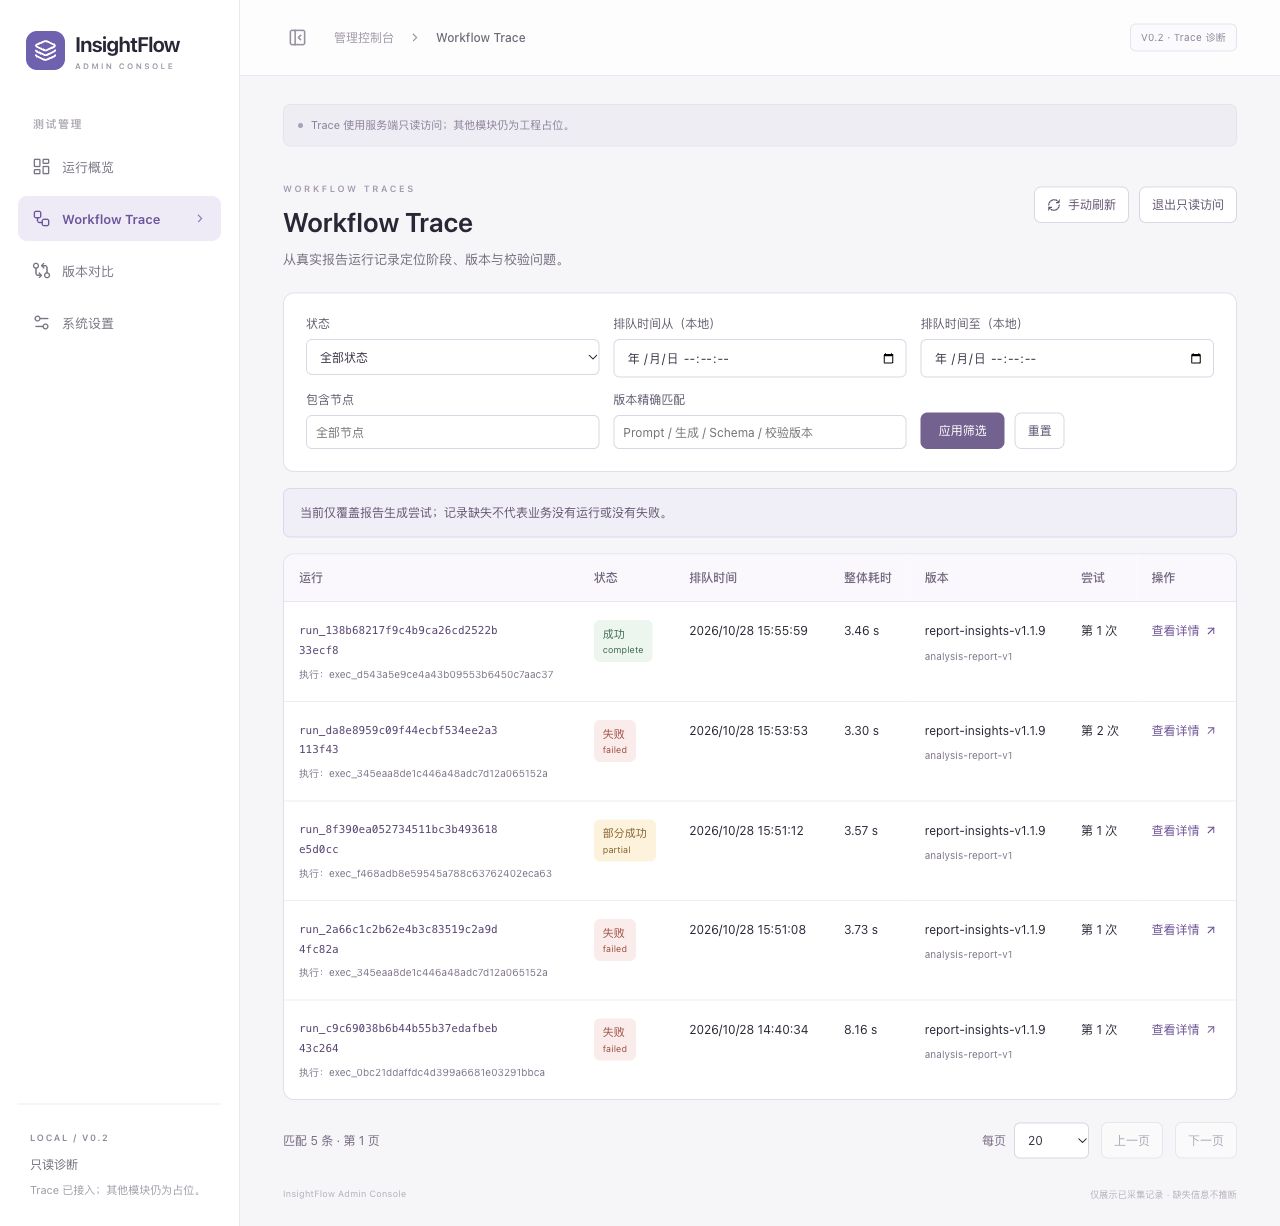 InsightFlow
ADMIN CONSOLE
管理控制台
Workflow Trace
V0.2 · Trace 诊断
测试管理
运行概览
Workflow Trace
版本对比
系统设置
Trace 使用服务端只读访问；其他模块仍为工程占位。
WORKFLOW TRACES
Workflow Trace
从真实报告运行记录定位阶段、版本与校验问题。
手动刷新
退出只读访问
状态
排队时间从（本地）
排队时间至（本地）
全部状态
年 /月/日 --:--:--
年 /月/日 --:--:--
包含节点
版本精确匹配
全部节点
Prompt / 生成 / Schema / 校验版本
应用筛选
重置
当前仅覆盖报告生成尝试；记录缺失不代表业务没有运行或没有失败。
运行 状态 排队时间 整体耗时 版本 尝试 操作
run_138b68217f9c4b9ca26cd2522b
33ecf8
执行：exec_d543a5e9ce4a43b09553b6450c7aac37
成功
complete
2026/10/28 15:55:59
3.46 s
report-insights-v1.1.9
analysis-report-v1
第 1 次
查看详情
run_da8e8959c09f44ecbf534ee2a3
113f43
执行：exec_345eaa8de1c446a48adc7d12a065152a
失败
failed
2026/10/28 15:53:53
3.30 s
report-insights-v1.1.9
analysis-report-v1
第 2 次
查看详情
run_8f390ea052734511bc3b493618
e5d0cc
执行：exec_f468adb8e59545a788c63762402eca63
部分成功
partial
2026/10/28 15:51:12
3.57 s
report-insights-v1.1.9
analysis-report-v1
第 1 次
查看详情
run_2a66c1c2b62e4b3c83519c2a9d
4fc82a
执行：exec_345eaa8de1c446a48adc7d12a065152a
失败
failed
2026/10/28 15:51:08
3.73 s
report-insights-v1.1.9
analysis-report-v1
第 1 次
查看详情
run_c9c69038b6b44b55b37edafbeb
43c264
执行：exec_0bc21ddaffdc4d399a6681e03291bbca
失败
failed
2026/10/28 14:40:34
8.16 s
report-insights-v1.1.9
analysis-report-v1
第 1 次
查看详情
匹配 5 条 · 第 1 页
每页
20
上一页
下一页
LOCAL / V0.2
只读诊断
Trace 已接入；其他模块仍为占位。
InsightFlow Admin Console
仅展示已采集记录 · 缺失信息不推断